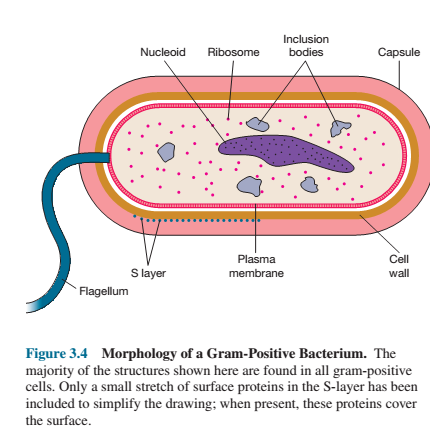 Inclusion
Nucleoid Ribosome bodies Capsule
S layer
Plasma
membrane
Cell
wall
Flagellum
Figure 3.4 Morphology of a Gram-Positive Bacterium. The
majority of the structures shown here are found in all gram-positive
cells. Only a small stretch of surface proteins in the S-layer has been
included to simplify the drawing; when present, these proteins cover
the surface.